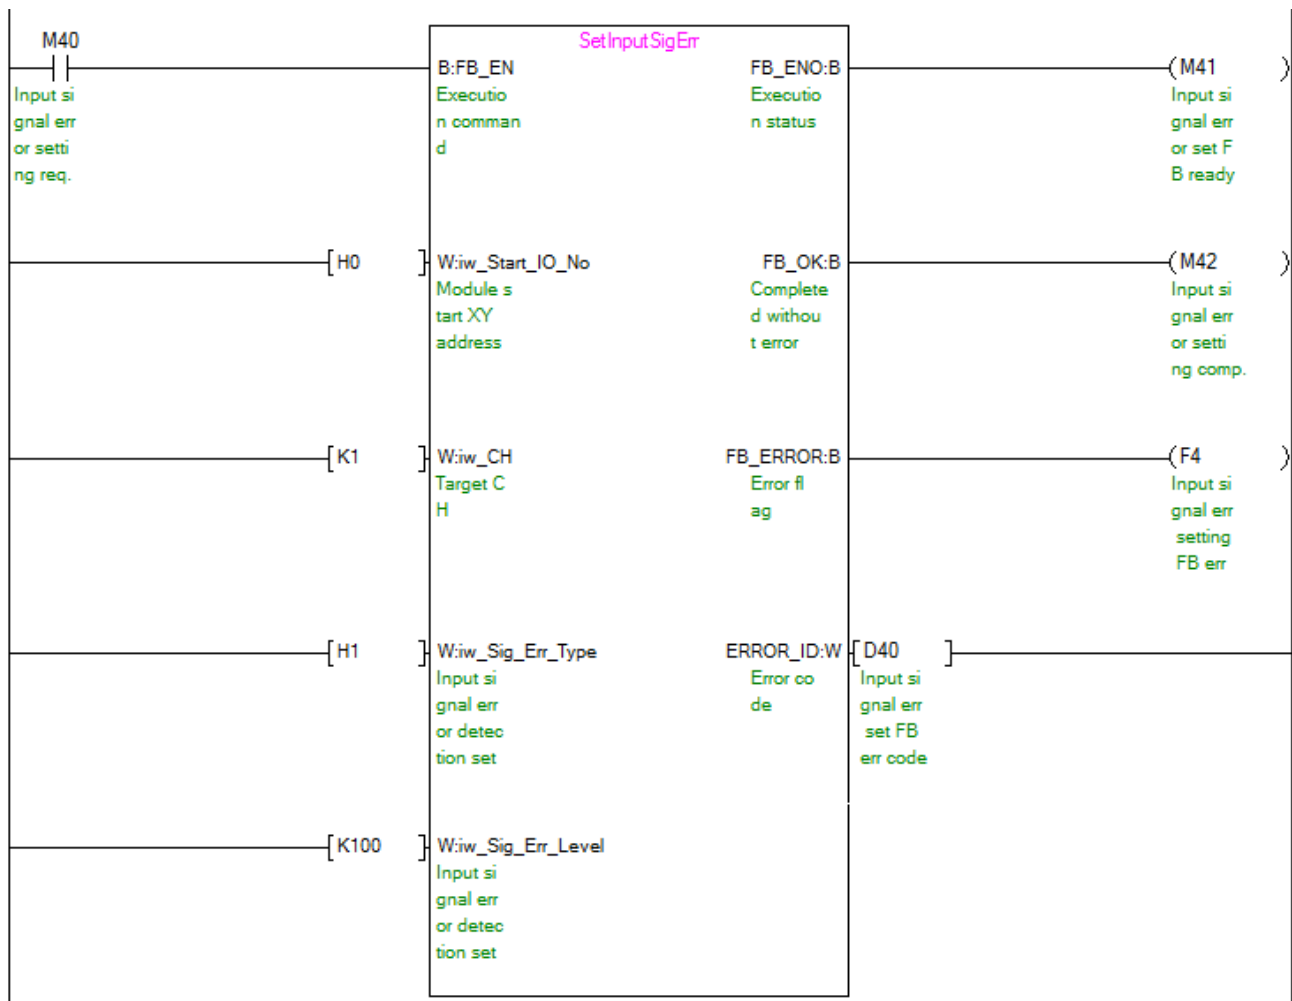 M40
SetInputSigErr
B:FB_EN
FB_ENO:B
M41
Input si
gnal err
or setti
ng req.
Executio
n comman
d
Executio
n status
Input si
gnal err
or set F
B ready
H0
W:iw_Start_IO_No
FB_OK:B
M42
Module s
tart XY
address
Complete
d withou
t error
Input si
gnal err
or setti
ng comp.
K1
W:iw_CH
FB_ERROR:B
F4
Target C
H
Error fl
ag
Input si
gnal err
setting
FB err
H1
W:iw_Sig_Err_Type
ERROR_ID:W
D40
Input si
gnal err
or detec
tion set
Error co
de
Input si
gnal err
set FB
err code
K100
W:iw_Sig_Err_Level
Input si
gnal err
or detec
tion set